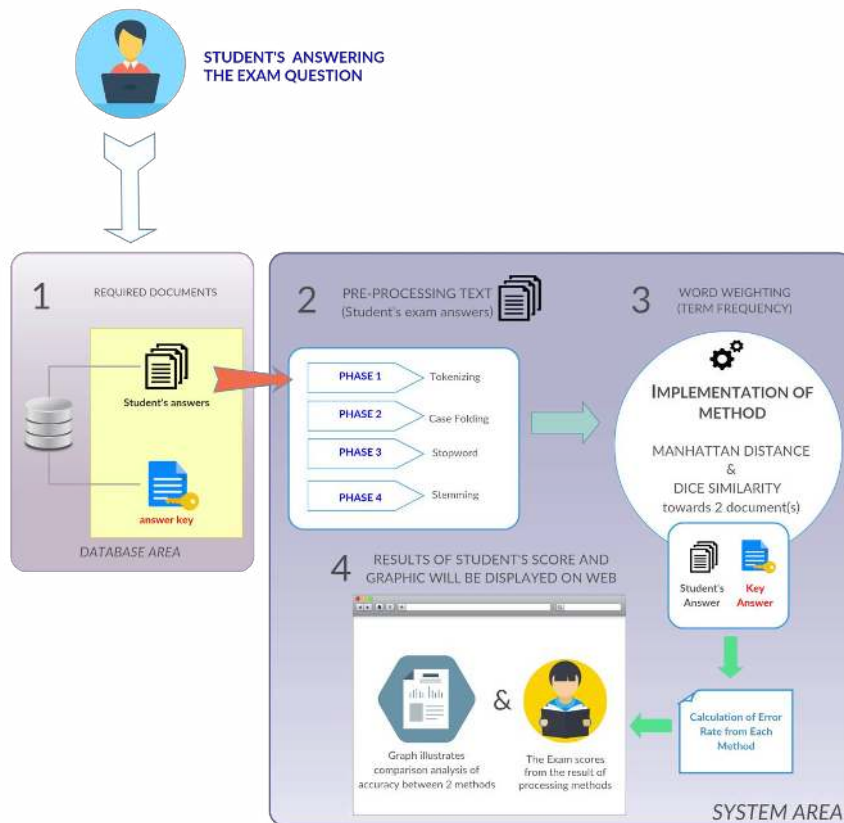 STUDENT'S ANSWERING
THE EXAM QUESTION
1
REQUIRED DOCUMENTS
Student's answers
answer key
DATABASE AREA
2
PRE-PROCESSING TEXT
(Student's exam answers)
PHASE 1
Tokenizing
PHASE 2
Case Folding
PHASE 3
Stopword
PHASE 4
Stemming
3
WORD WEIGHTING
(TERM FREQUENCY)
IMPLEMENTATION OF
METHOD
MANHATTAN DISTANCE
&
DICE SIMILARITY
towards 2 document(s)
Student's
Answer
Key
Answer
Calculation of Error
Rate from Each
Method
4
RESULTS OF STUDENT'S SCORE AND
GRAPHIC WILL BE DISPLAYED ON WEB
&
Graph illustrates
comparison analysis of
accuracy between 2 methods
The Exam scores
from the result of
processing methods
SYSTEM AREA